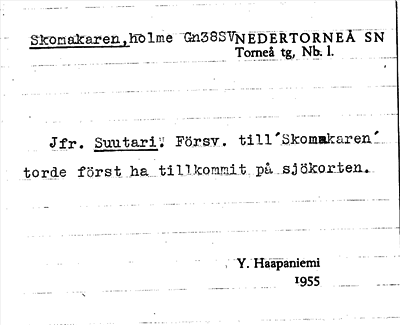 Skomakaren, holme Gn38SV NEDERTORNEÅ SN
Torneå tg, Nb. l.
Jfr. Suutari! Försv. till ´Skomakaren´
torde först ha tillkommit på sjökorten.
Y. Haapaniemi
1955